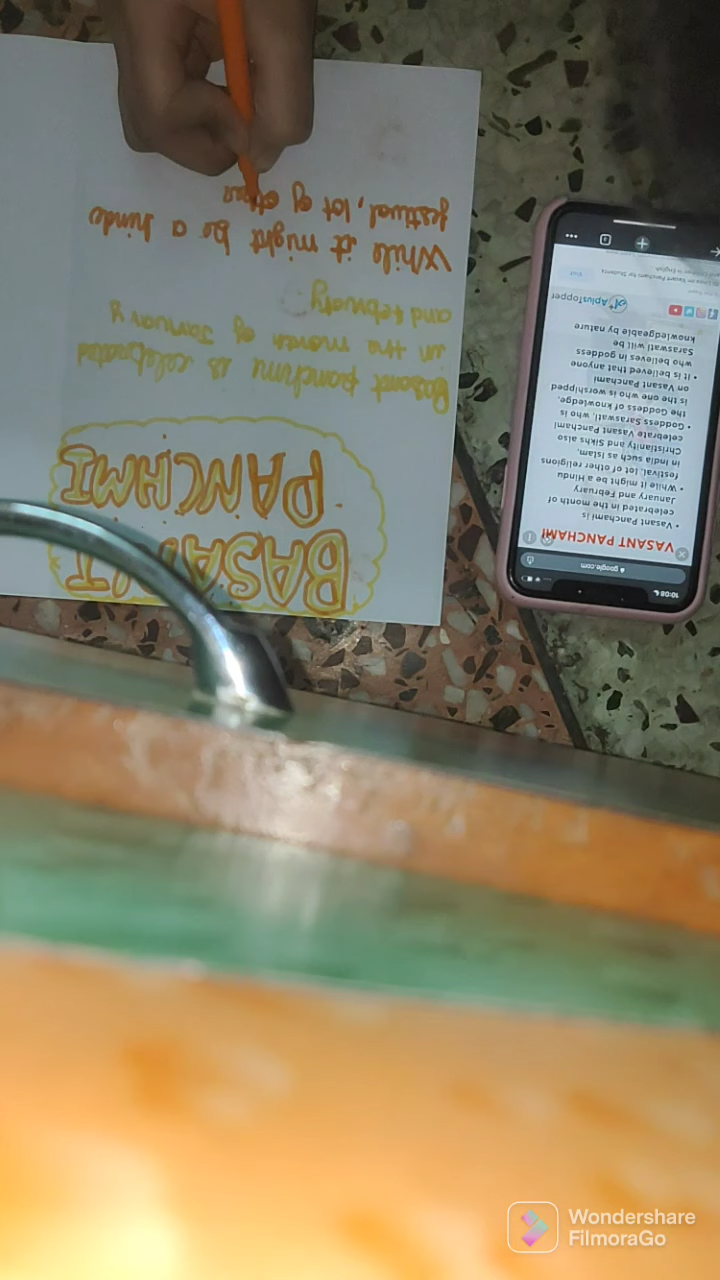 BASANT
PANCHMI
Basant panchmi is celebrated
in the month of January
and february
While it might be a hindu
festival, lot of othe
10:08
google.com
VASANT PANCHAMI
• Vasant Panchami is
celebrated in the month of
January and February
• While it might be a Hindu
festival, lot of other religions
in India such as Islam,
Christianity and Sikhs also
celebrate Vasant Panchami
• Goddess Saraswati, who is
the Goddess of knowledge,
is the one who is worshipped
on Vasant Panchami
• It is believed that anyone
who believes in goddess
Saraswati will be
knowledgeable by nature
A+ AplusTopper
Visit
Wondershare
FilmoraGo